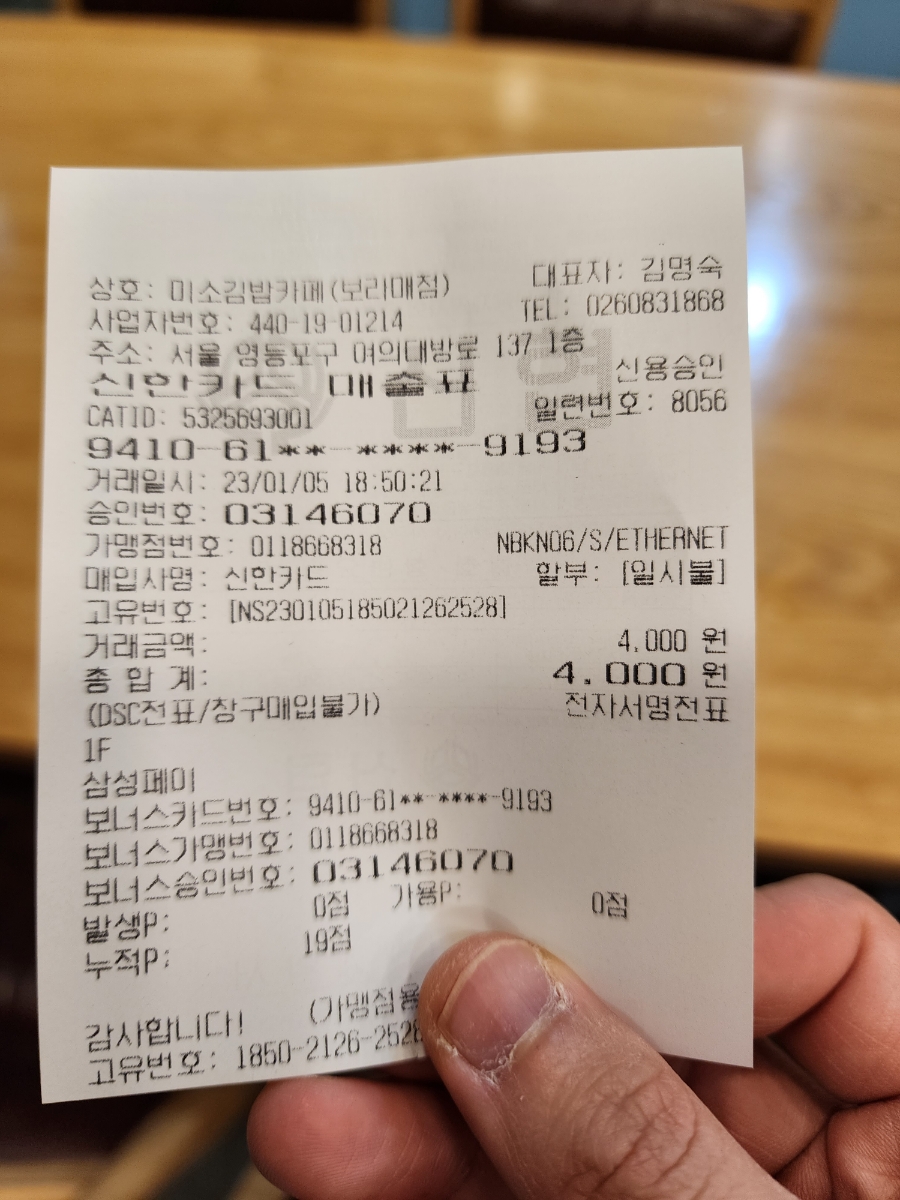 상호: 미소김밥카페(보라매점) 대표자: 김명숙
사업자번호: 440-19-01214 TEL: 0260831868
주소: 서울 영등포구 여의대방로 137 1층
신한카드 매출표 신용승인
CATID: 5325693001 일련번호: 8056
9410-61**-****-9193
거래일시: 23/01/05 18:50:21
승인번호: 03146070
가맹점번호: 0118668318 NBKN06/S/ETHERNET
매입사명: 신한카드 할부: [일시불]
고유번호: [NS230105185021262528]
거래금액: 4,000 원
총 합 계: 4.000 원
(DSC전표/창구매입불가) 전자서명전표
1F
삼성페이
보너스카드번호: 9410-61**-****-9193
보너스가맹번호: 0118668318
보너스승인번호: 03146070
발생P: 0점 가용P: 0점
누적P: 19점
감사합니다! (가맹점용
고유번호: 1850-2126-2528